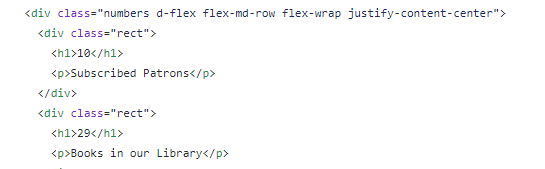 <div class="numbers d-flex flex-md-row flex-wrap justify-content-center">
<div class="rect">
<h1>10</h1>
<p>Subscribed Patrons</p>
</div>
<div class="rect">
<h1>29</h1>
<p>Books in our Library</p>